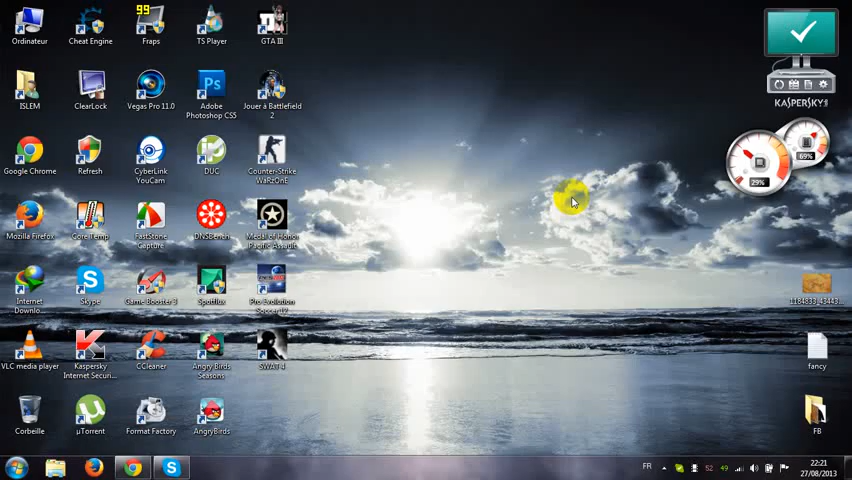 Ordinateur
Cheat Engine
99
Fraps
TS Player
GTA III
ISLEM
ClearLock
Vegas Pro 11.0
Ps
Adobe
Photoshop CS5
Jouer à Battlefield
2
Google Chrome
Refresh
CyberLink
YouCam
DUC
Counter-Strike
WaRzOnE
Mozilla Firefox
Core Temp
FastStone
Capture
DNSBench
Medal of Honor
Pacific Assault
Internet
Downlo...
Skype
Game Booster 3
Spotflux
Pro Evolution
VLC media player
Kaspersky
Internet Securi...
CCleaner
Angry Birds
Seasons
SWAT 4
Corbeille
µTorrent
Format Factory
AngryBirds
KASPERSKY
69%
29%
1184833_43443...
fancy
FB
FR
52
49
22:21
27/08/2013